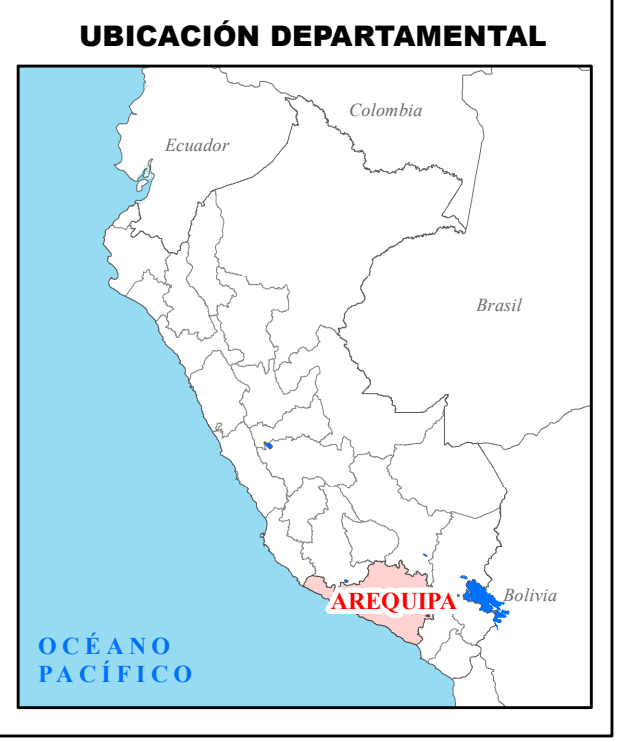 UBICACIÓN DEPARTAMENTAL
Colombia
Ecuador
Brasil
AREQUIPA
Bolivia
OCÉANO
PACÍFICO